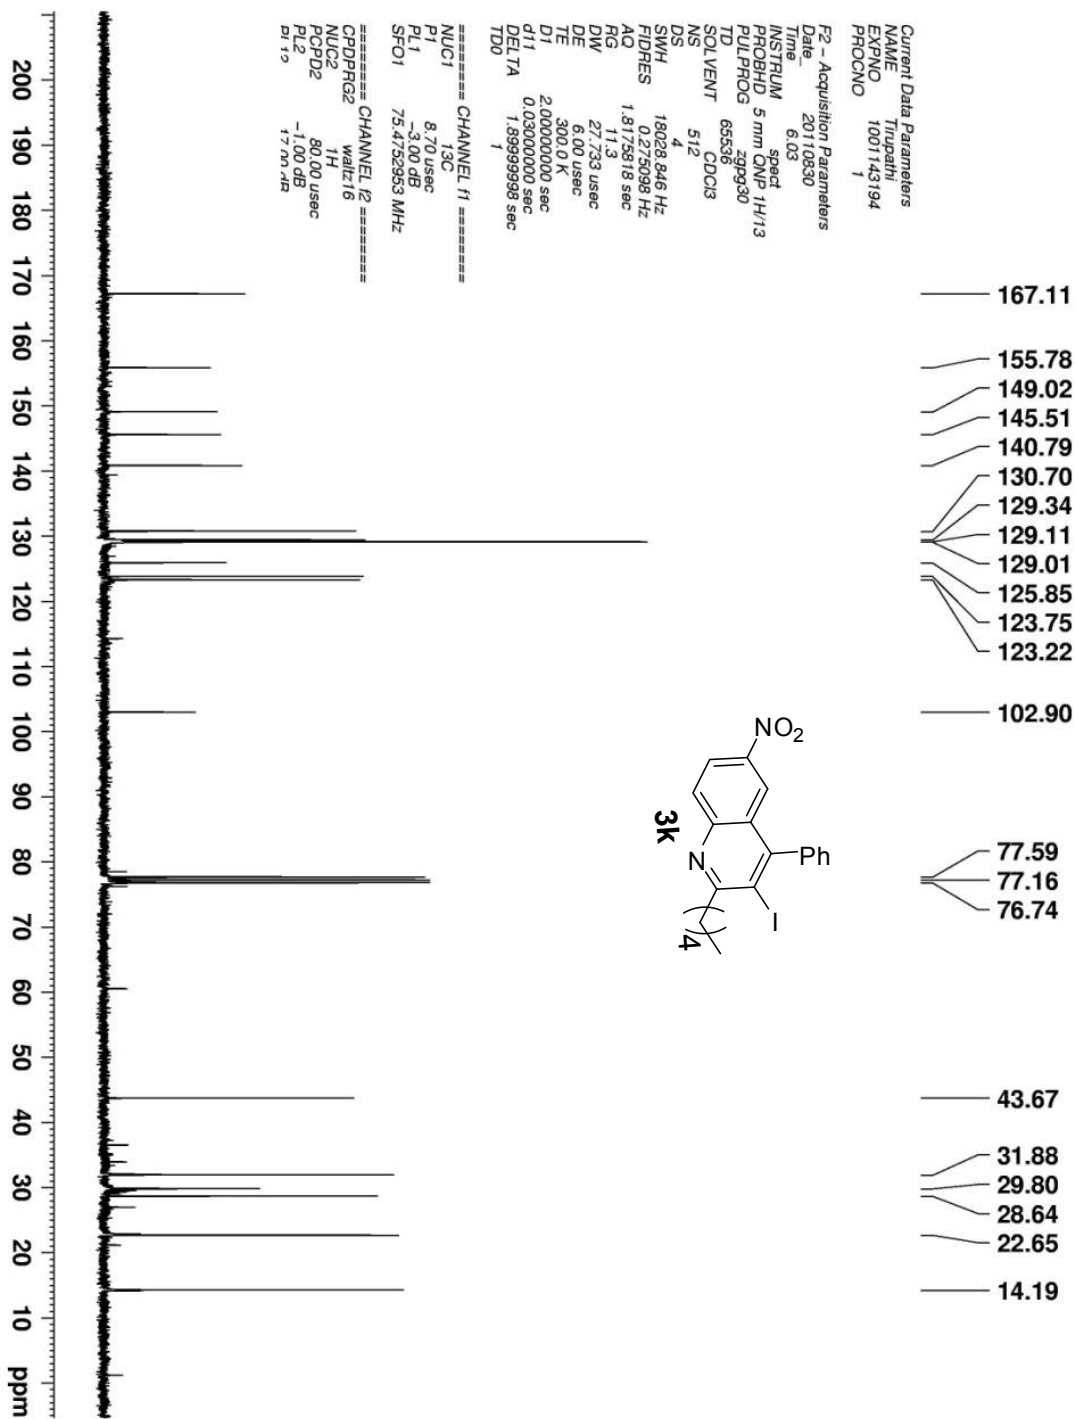 Current Data Parameters
NAME Tirupathi
EXPNO 1001143194
PROCNO 1
F2 - Acquisition Parameters
Date_ 20110830
Time 6.03
INSTRUM spect
PROBHD 5 mm QNP 1H/13
PULPROG zgpg30
TD 65536
SOLVENT CDCl3
NS 512
DS 4
SWH 18028.846 Hz
FIDRES 0.275098 Hz
AQ 1.8175818 sec
RG 11.3
DW 27.733 usec
DE 6.00 usec
TE 300.0 K
D1 2.00000000 sec
d11 0.03000000 sec
DELTA 1.89999998 sec
TD0 1
======== CHANNEL f1 ========
NUC1 13C
P1 8.70 usec
PL1 -3.00 dB
SFO1 75.4752953 MHz
======== CHANNEL f2 ========
CPDPRG2 waltz16
NUC2 1H
PCPD2 80.00 usec
PL2 -1.00 dB
PL12 17.00 dB
167.11
155.78
149.02
145.51
140.79
130.70
129.34
129.11
129.01
125.85
123.75
123.22
102.90
77.59
77.16
76.74
43.67
31.88
29.80
28.64
22.65
14.19
NO2
Ph
N
I
4
3k
200 190 180 170 160 150 140 130 120 110 100 90 80 70 60 50 40 30 20 10 ppm